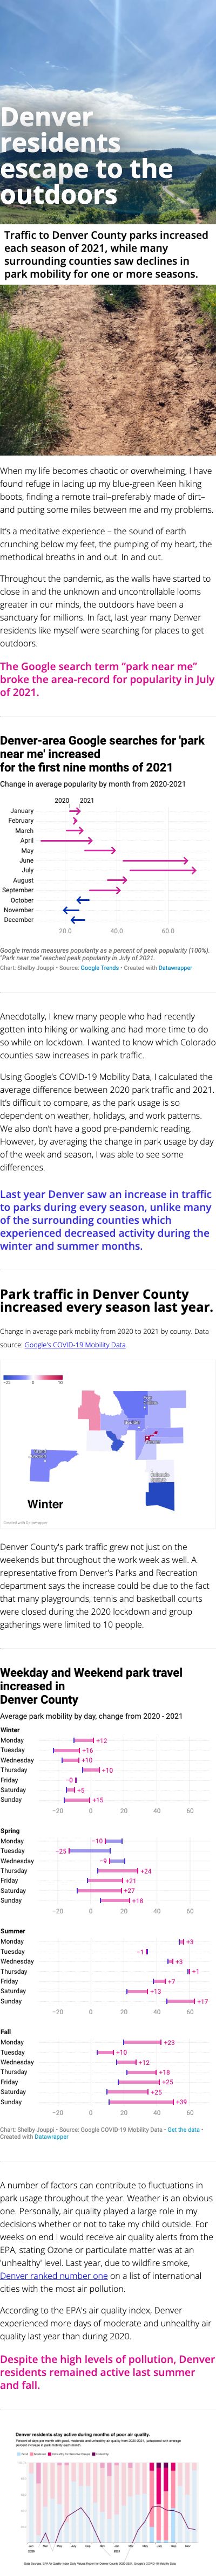 Denver
residents
escape to the
outdoors
Traffic to Denver County parks increased
each season of 2021, while many
surrounding counties saw declines in
park mobility for one or more seasons.
When my life becomes chaotic or overwhelming, I have
found refuge in lacing up my blue-green Keen hiking
boots, finding a remote trail–preferably made of dirt–
and putting some miles between me and my problems.
It's a meditative experience – the sound of earth
crunching below my feet, the pumping of my heart, the
methodical breaths in and out. In and out.
Throughout the pandemic, as the walls have started to
close in and the unknown and uncontrollable looms
greater in our minds, the outdoors have been a
sanctuary for millions. In fact, last year many Denver
residents like myself were searching for places to get
outdoors.
The Google search term "park near me"
broke the area-record for popularity in July
of 2021.
Denver-area Google searches for 'park
near me' increased
for the first nine months of 2021
Change in average popularity by month from 2020-2021
2020 2021
January
February
March
April
May
June
July
August
September
October
November
December
20.0 40.0 60.0
Google trends measures popularity as a percent of peak popularity (100%).
"Park near me" reached peak popularity in July of 2021.
Chart: Shelby Jouppi • Source: Google Trends • Created with Datawrapper
Anecdotally, I knew many people who had recently
gotten into hiking or walking and had more time to do
so while on lockdown. I wanted to know which Colorado
counties saw increases in park traffic.
Using Google's COVID-19 Mobility Data, I calculated the
average difference between 2020 park traffic and 2021.
It's difficult to compare, as the park usage is so
dependent on weather, holidays, and work patterns.
We also don't have a good pre-pandemic reading.
However, by averaging the change in park usage by day
of the week and season, I was able to see some
differences.
Last year Denver saw an increase in traffic
to parks during every season, unlike many
of the surrounding counties which
experienced decreased activity during the
winter and summer months.
Park traffic in Denver County
increased every season last year.
Change in average park mobility from 2020 to 2021 by county. Data
source: Google's COVID-19 Mobility Data
Winter
Created with Datawrapper
Denver County's park traffic grew not just on the
weekends but throughout the work week as well. A
representative from Denver's Parks and Recreation
department says the increase could be due to the fact
that many playgrounds, tennis and basketball courts
were closed during the 2020 lockdown and group
gatherings were limited to 10 people.
Weekday and Weekend park travel
increased in
Denver County
Average park mobility by day, change from 2020 - 2021
Winter
Monday +12
Tuesday +16
Wednesday +10
Thursday +10
Friday −0
Saturday +5
Sunday +15
−20 0 20 40 60
Spring
Monday −10
Tuesday −25
Wednesday −9
Thursday +24
Friday +21
Saturday +27
Sunday +18
−20 0 20 40 60
Summer
Monday +3
Tuesday −1
Wednesday +3
Thursday +1
Friday +7
Saturday +13
Sunday +17
−20 0 20 40 60
Fall
Monday +23
Tuesday +10
Wednesday +12
Thursday +18
Friday +25
Saturday +25
Sunday +39
−20 0 20 40 60
Chart: Shelby Jouppi • Source: Google COVID-19 Mobility Data • Get the data •
Created with Datawrapper
A number of factors can contribute to fluctuations in
park usage throughout the year. Weather is an obvious
one. Personally, air quality played a large role in my
decisions whether or not to take my child outside. For
weeks on end I would receive air quality alerts from the
EPA, stating Ozone or particulate matter was at an
'unhealthy' level. Last year, due to wildfire smoke,
Denver ranked number one on a list of international
cities with the most air pollution.
According to the EPA's air quality index, Denver
experienced more days of moderate and unhealthy air
quality last year than during 2020.
Despite the high levels of pollution, Denver
residents remained active last summer
and fall.
Denver residents stay active during months of poor air quality.